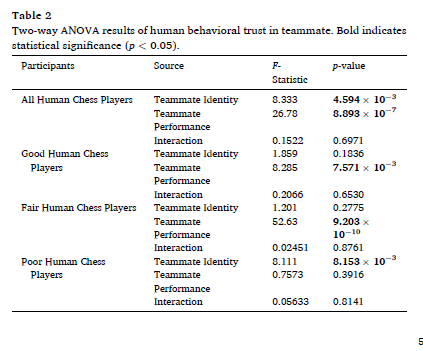 Table 2
Two-way ANOVA results of human behavioral trust in teammate. Bold indicates
statistical significance (p < 0.05).
Participants Source F- p-value
Statistic
All Human Chess Players Teammate Identity 8.333 4.594 × 10⁻³
Teammate 26.78 8.893 × 10⁻⁷
Performance
Interaction 0.1522 0.6971
Good Human Chess Teammate Identity 1.859 0.1836
Players Teammate 8.285 7.571 × 10⁻³
Performance
Interaction 0.2066 0.6530
Fair Human Chess Players Teammate Identity 1.201 0.2775
Teammate 52.63 9.203 ×
Performance 10⁻¹⁰
Interaction 0.02451 0.8761
Poor Human Chess Teammate Identity 8.111 8.153 × 10⁻³
Players Teammate 0.7573 0.3916
Performance
Interaction 0.05633 0.8141
5